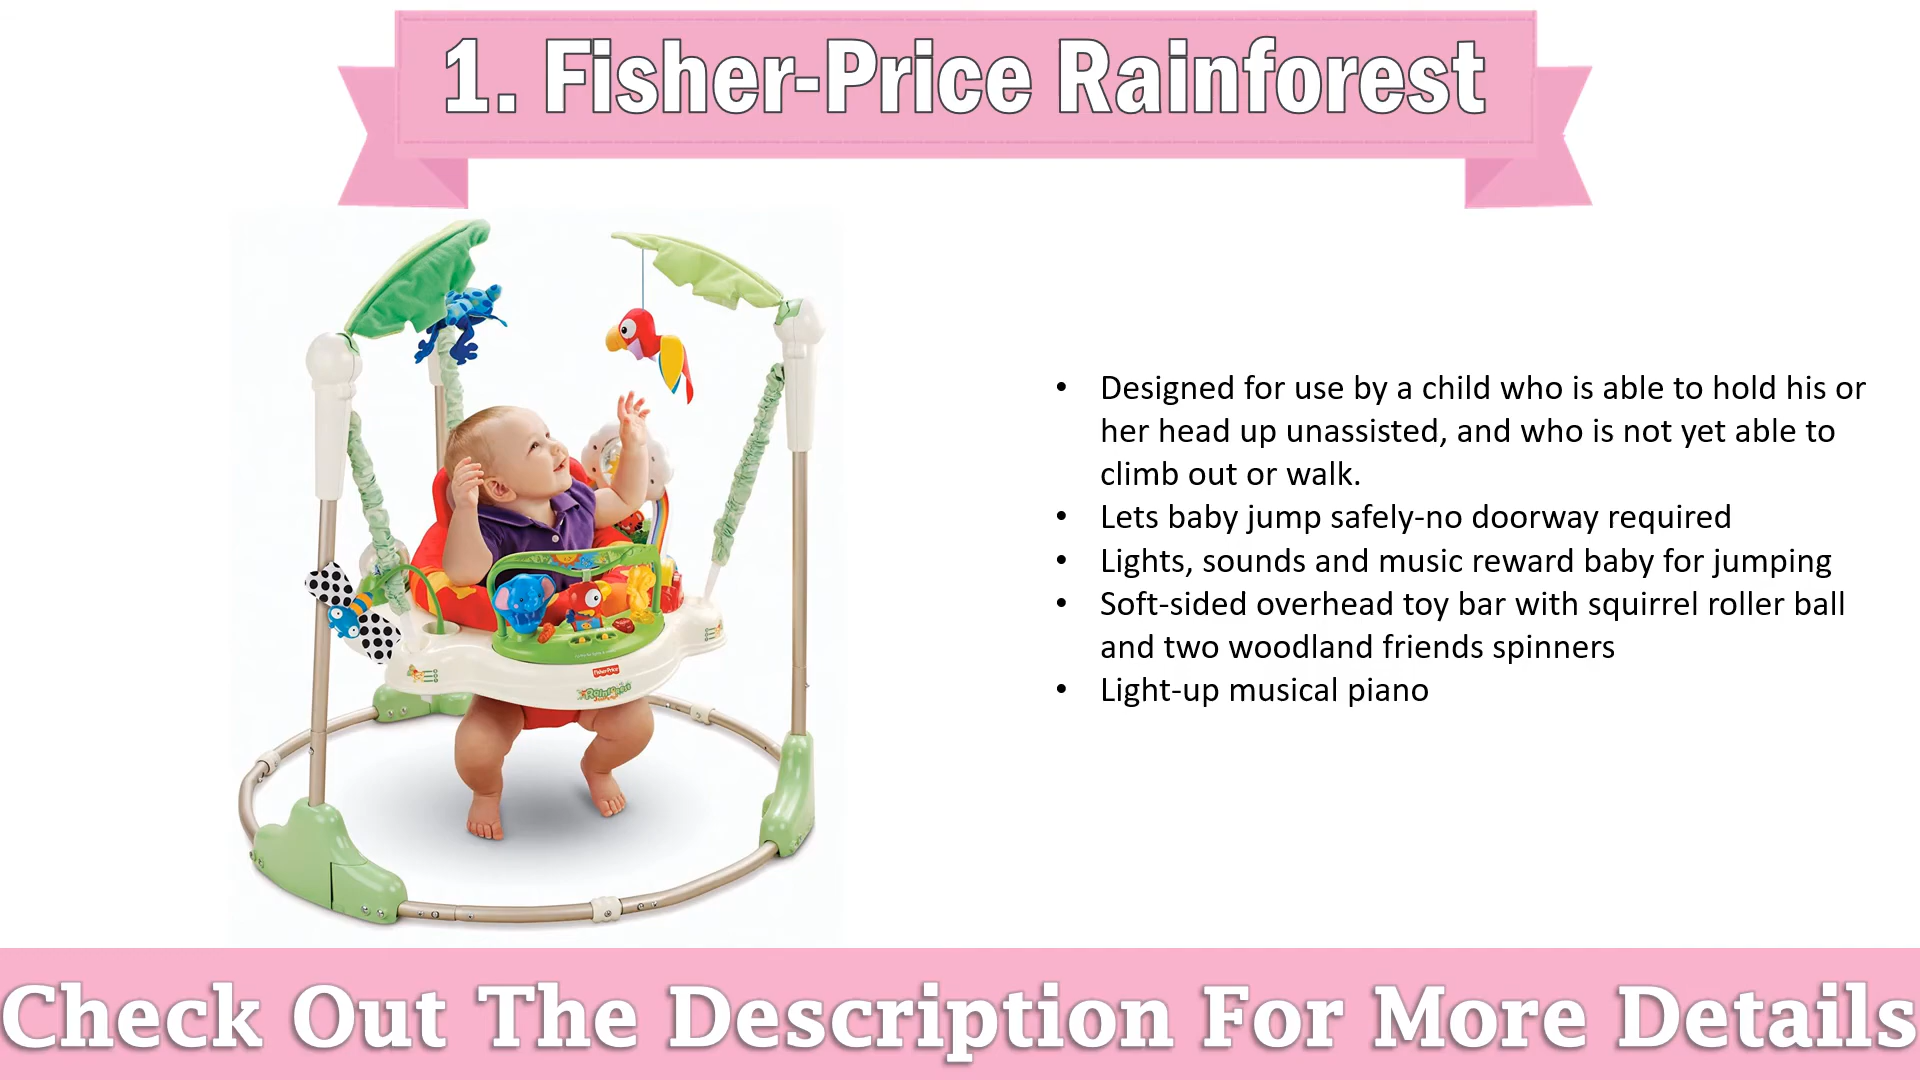 1. Fisher-Price Rainforest
• Designed for use by a child who is able to hold his or
her head up unassisted, and who is not yet able to
climb out or walk.
• Lets baby jump safely-no doorway required
• Lights, sounds and music reward baby for jumping
• Soft-sided overhead toy bar with squirrel roller ball
and two woodland friends spinners
• Light-up musical piano
Fisher-Price
Rainforest
Check Out The Description For More Details